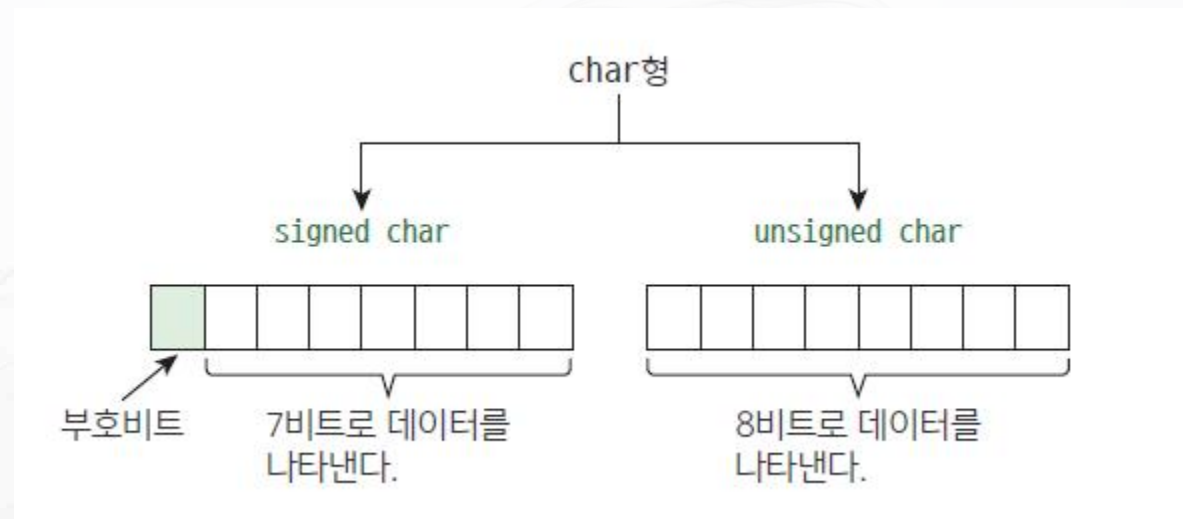 char형
signed char
unsigned char
부호비트
7비트로 데이터를
나타낸다.
8비트로 데이터를
나타낸다.